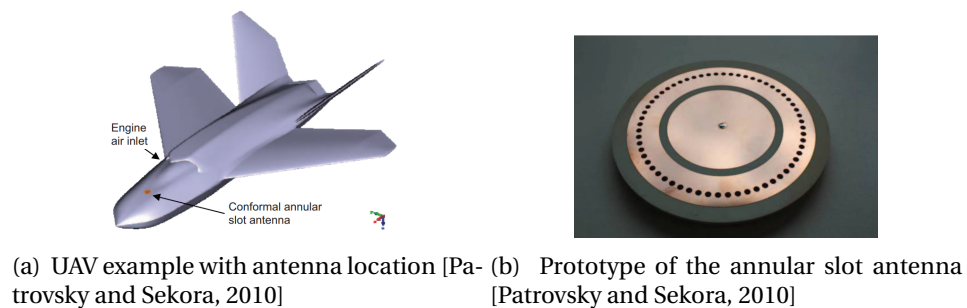 Engine
air inlet
Conformal annular
slot antenna
(a) UAV example with antenna location [Pa-
trovsky and Sekora, 2010]
(b) Prototype of the annular slot antenna
[Patrovsky and Sekora, 2010]